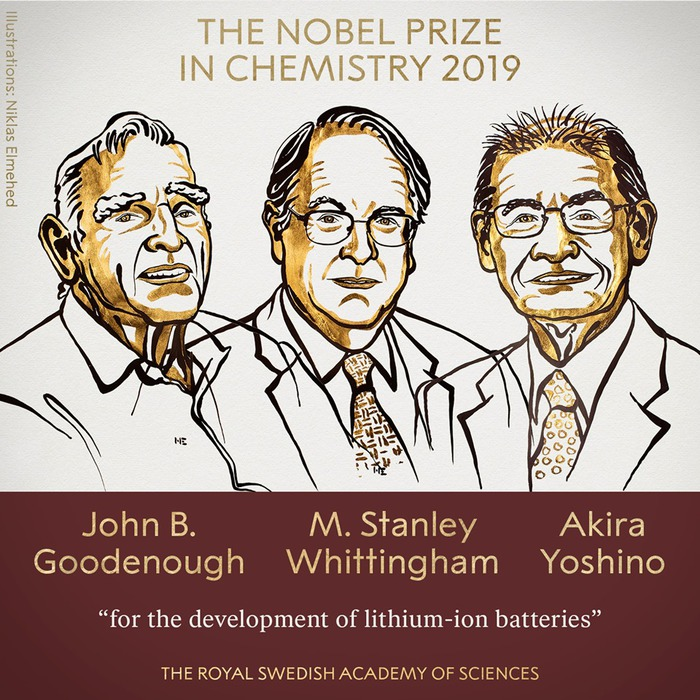 Illustrations: Niklas Elmehed
THE NOBEL PRIZE
IN CHEMISTRY 2019
NE
NE
John B.
Goodenough
M. Stanley
Whittingham
Akira
Yoshino
“for the development of lithium-ion batteries”
THE ROYAL SWEDISH ACADEMY OF SCIENCES